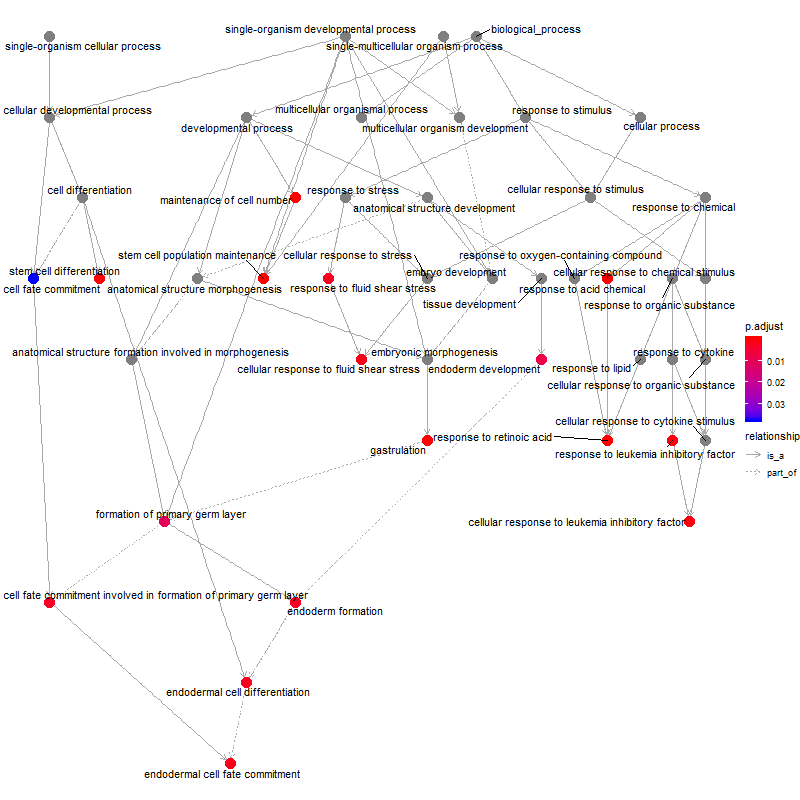 single-organism developmental process
biological_process
single-organism cellular process
single-multicellular organism process
cellular developmental process
multicellular organismal process
response to stimulus
developmental process
multicellular organism development
cellular process
cell differentiation
response to stress
cellular response to stimulus
maintenance of cell number
anatomical structure development
response to chemical
stem cell population maintenance
cellular response to stress
response to oxygen-containing compound
stem cell differentiation
embryo development
cellular response to chemical stimulus
cell fate commitment
anatomical structure morphogenesis
response to fluid shear stress
response to acid chemical
tissue development
response to organic substance
p.adjust
0.01
0.02
0.03
anatomical structure formation involved in morphogenesis
embryonic morphogenesis
response to cytokine
cellular response to fluid shear stress
endoderm development
response to lipid
cellular response to organic substance
cellular response to cytokine stimulus
relationship
is_a
part_of
response to retinoic acid
gastrulation
response to leukemia inhibitory factor
formation of primary germ layer
cellular response to leukemia inhibitory factor
cell fate commitment involved in formation of primary germ layer
endoderm formation
endodermal cell differentiation
endodermal cell fate commitment